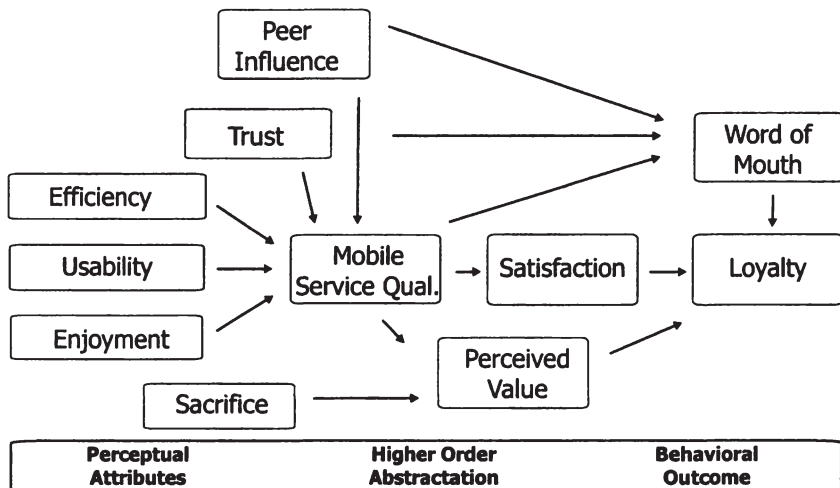 Peer
Influence
Trust
Word of
Mouth
Efficiency
Usability
Mobile
Service Qual.
Satisfaction
Loyalty
Enjoyment
Perceived
Value
Sacrifice
Perceptual
Attributes
Higher Order
Abstractation
Behavioral
Outcome